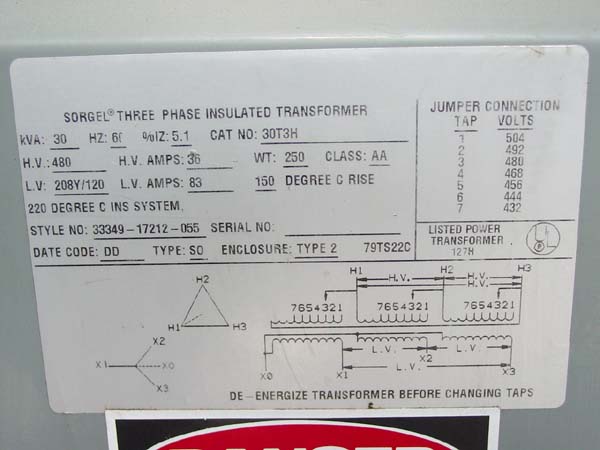 SORGEL® THREE PHASE INSULATED TRANSFORMER
kVA: 30 HZ: 60 %IZ: 5.1 CAT NO: 30T3H
H.V.: 480 H.V. AMPS: 36 WT: 250 CLASS: AA
L.V: 208Y/120 L.V. AMPS: 83 150 DEGREE C RISE
220 DEGREE C INS SYSTEM.
STYLE NO: 33349-17212-055 SERIAL NO:
DATE CODE: DD TYPE: SO ENCLOSURE: TYPE 2 79TS22C
JUMPER CONNECTION
TAP VOLTS
1 504
2 492
3 480
4 468
5 456
6 444
7 432
LISTED POWER
TRANSFORMER
127H
H2
H1 H3
X2
X1 X0
X3
H1 H.V. H2 H.V. H3
H.V.
7654321 7654321 7654321
L.V. X2
X0 X1 L.V. X3
DE-ENERGIZE TRANSFORMER BEFORE CHANGING TAPS
DANGER